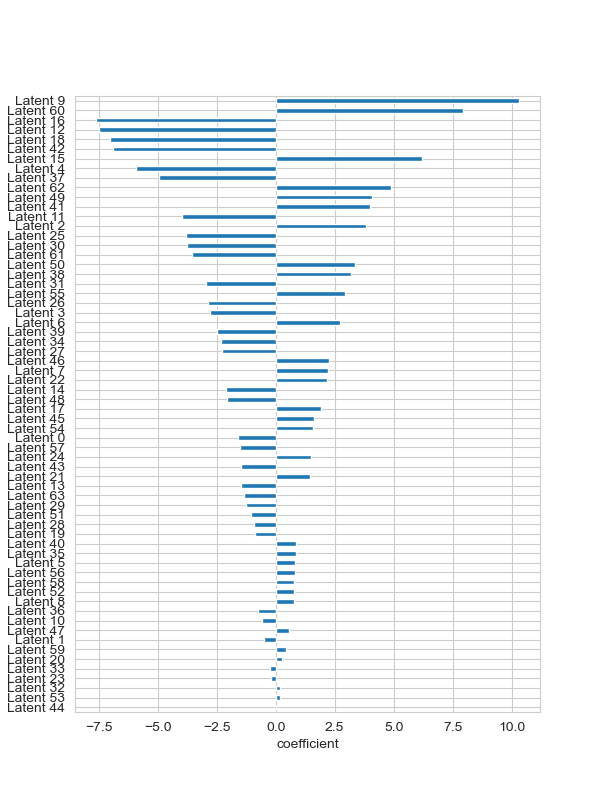 Latent 9
Latent 60
Latent 16
Latent 12
Latent 18
Latent 42
Latent 15
Latent 4
Latent 37
Latent 62
Latent 49
Latent 41
Latent 11
Latent 2
Latent 25
Latent 30
Latent 61
Latent 50
Latent 38
Latent 31
Latent 55
Latent 26
Latent 3
Latent 6
Latent 39
Latent 34
Latent 27
Latent 46
Latent 7
Latent 22
Latent 14
Latent 48
Latent 17
Latent 45
Latent 54
Latent 0
Latent 57
Latent 24
Latent 43
Latent 21
Latent 13
Latent 63
Latent 29
Latent 51
Latent 28
Latent 19
Latent 40
Latent 35
Latent 5
Latent 56
Latent 58
Latent 52
Latent 8
Latent 36
Latent 10
Latent 47
Latent 1
Latent 59
Latent 20
Latent 33
Latent 23
Latent 32
Latent 53
Latent 44
−7.5 −5.0 −2.5 0.0 2.5 5.0 7.5 10.0
coefficient